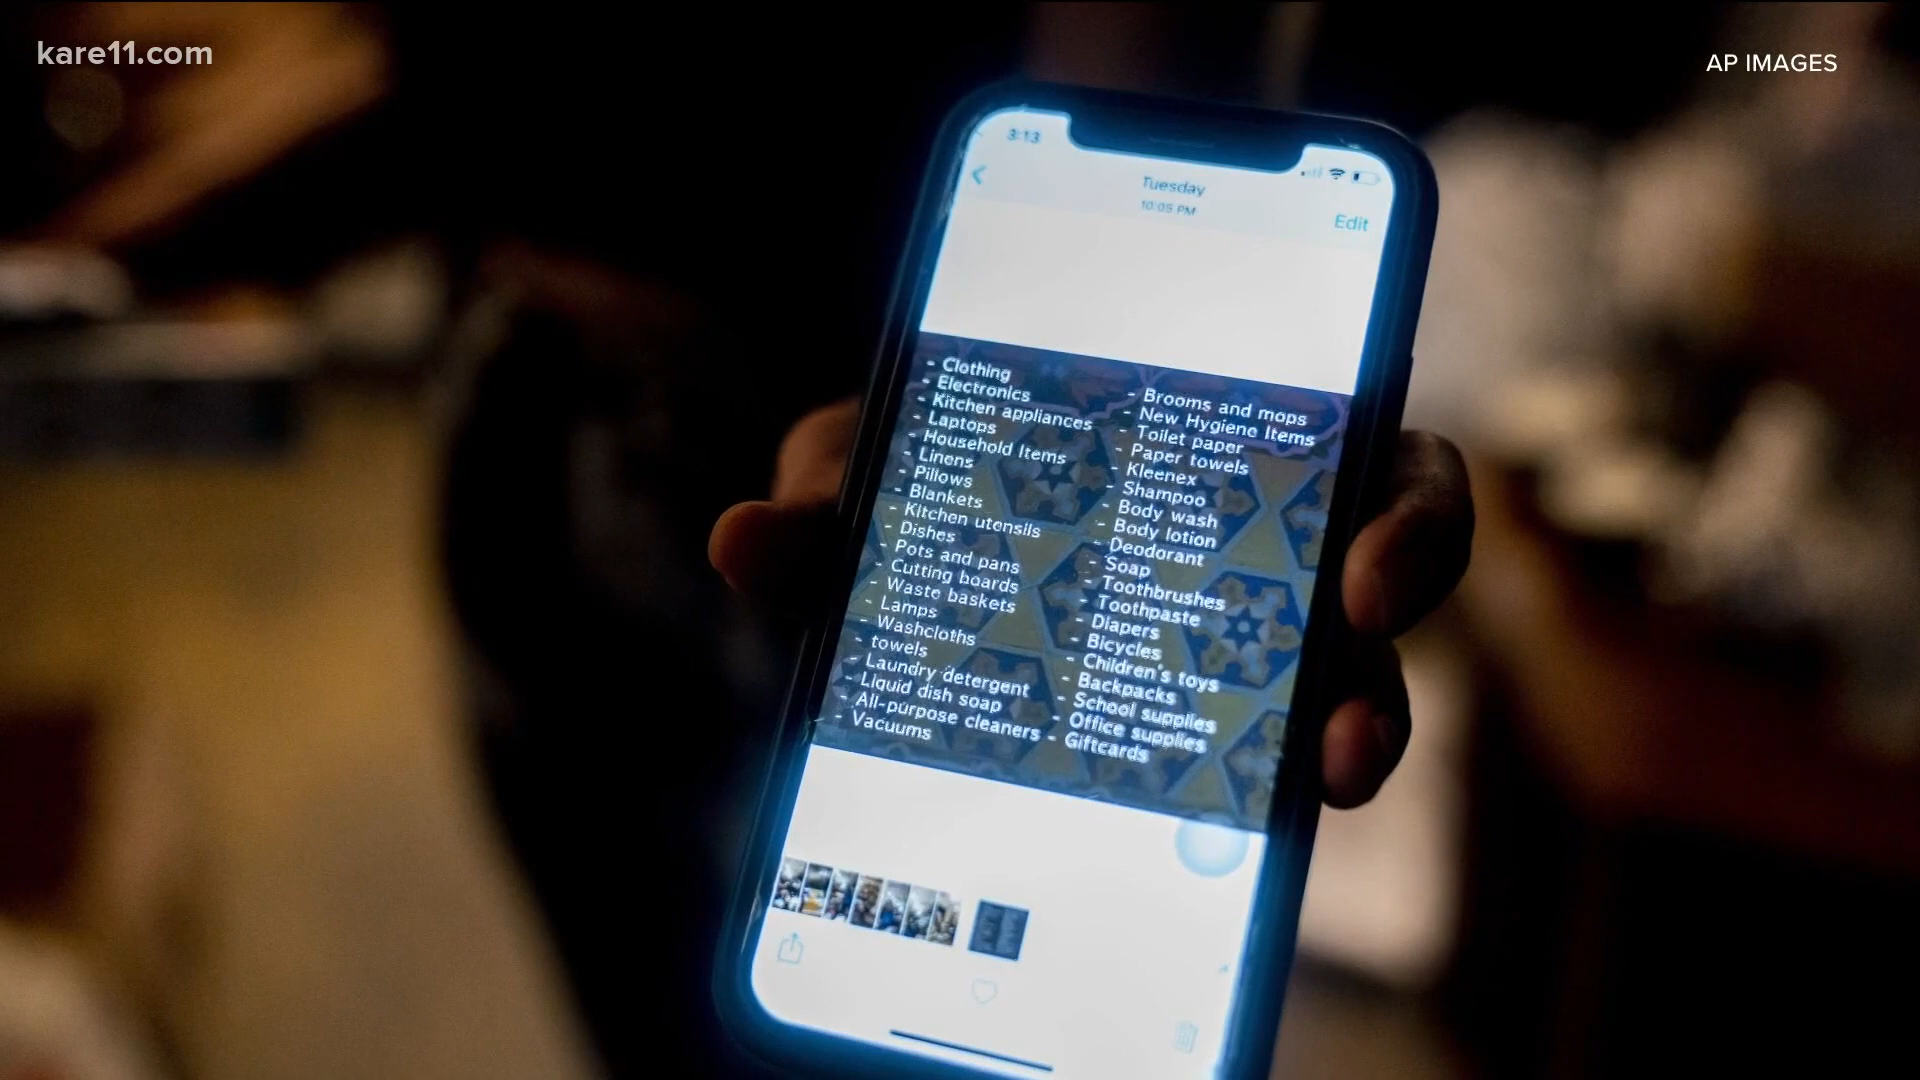 kare11.com
AP IMAGES
3:13
Tuesday
10:05 PM
Edit
- Clothing
- Electronics
- Kitchen appliances
- Laptops
- Household Items
- Linens
- Pillows
- Blankets
- Kitchen utensils
- Dishes
- Pots and pans
- Cutting boards
- Waste baskets
- Lamps
- Washcloths
- towels
- Laundry detergent
- Liquid dish soap
- All-purpose cleaners
- Vacuums
- Brooms and mops
- New Hygiene Items
- Toilet paper
- Paper towels
- Kleenex
- Shampoo
- Body wash
- Body lotion
- Deodorant
- Soap
- Toothbrushes
- Toothpaste
- Diapers
- Bicycles
- Children's toys
- Backpacks
- School supplies
- Office supplies
- Giftcards